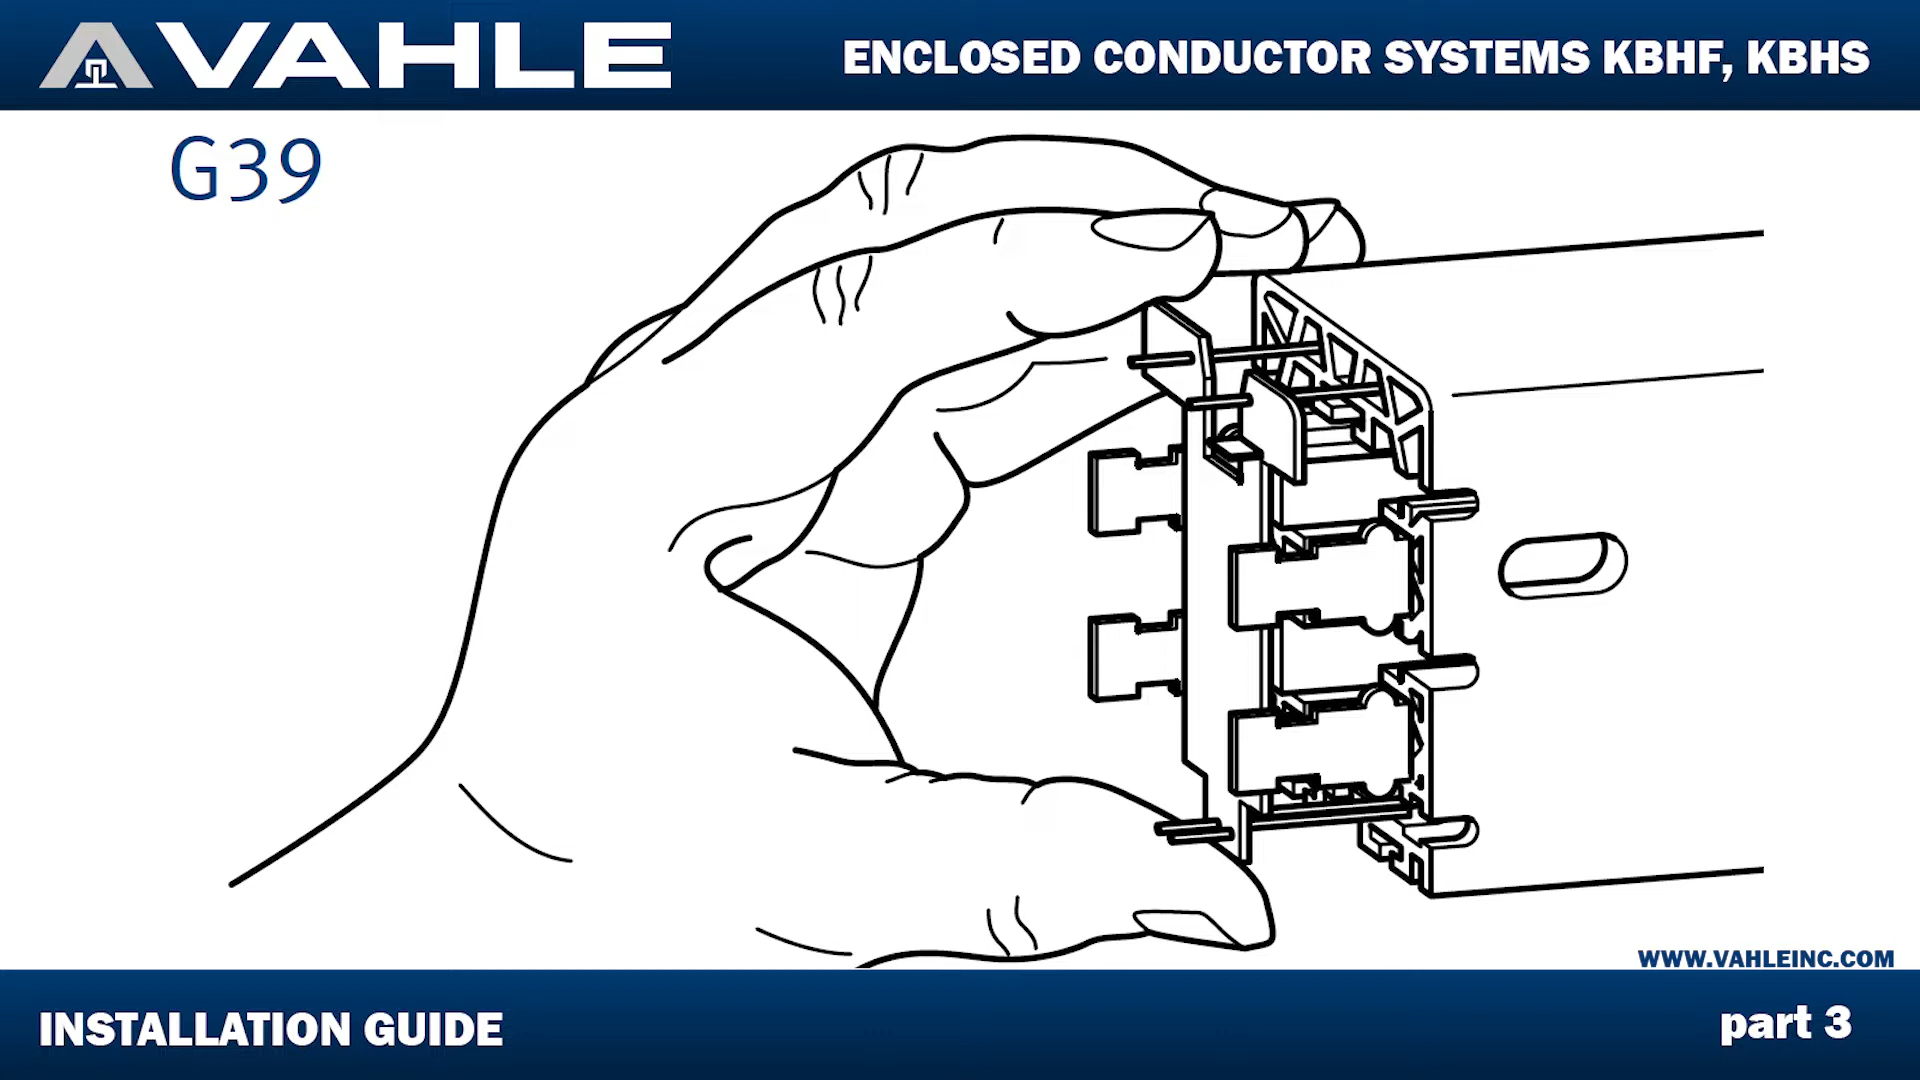 VAHLE
ENCLOSED CONDUCTOR SYSTEMS KBHF, KBHS
G39
WWW.VAHLEINC.COM
INSTALLATION GUIDE
part 3